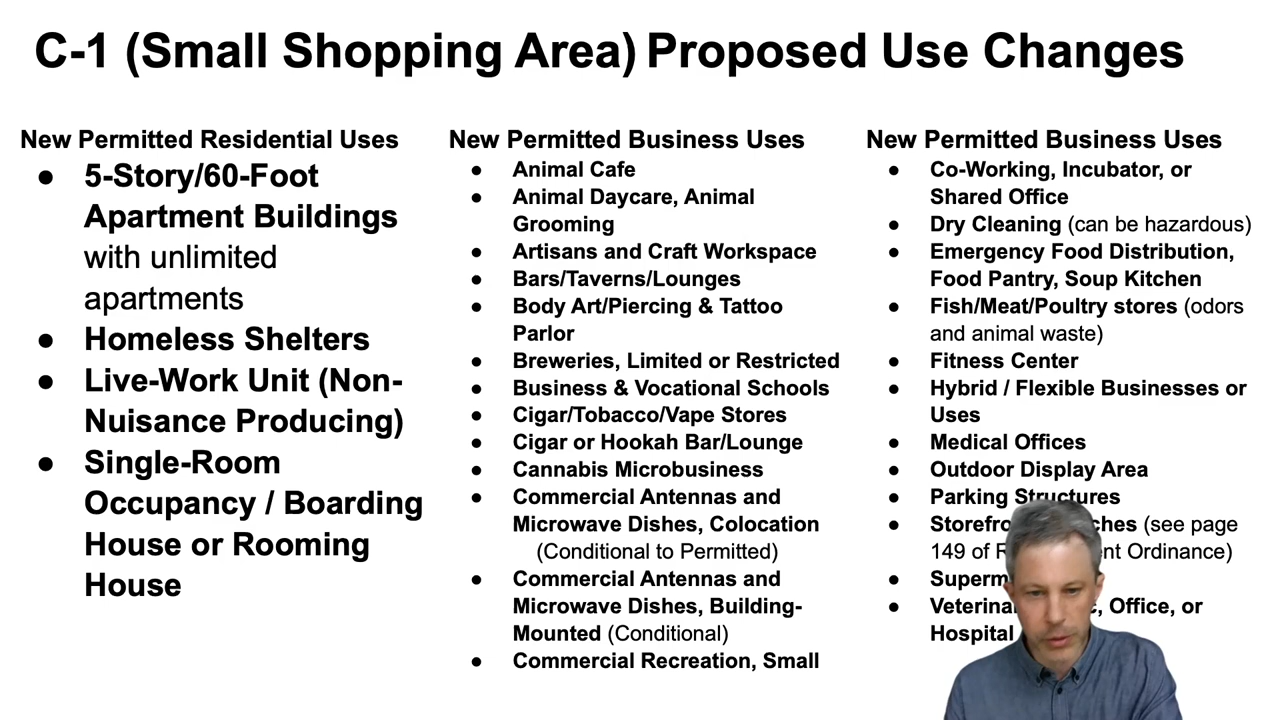 C-1 (Small Shopping Area) Proposed Use Changes
New Permitted Residential Uses
● 5-Story/60-Foot
Apartment Buildings
with unlimited
apartments
● Homeless Shelters
● Live-Work Unit (Non-
Nuisance Producing)
● Single-Room
Occupancy / Boarding
House or Rooming
House
New Permitted Business Uses
● Animal Cafe
● Animal Daycare, Animal
Grooming
● Artisans and Craft Workspace
● Bars/Taverns/Lounges
● Body Art/Piercing & Tattoo
Parlor
● Breweries, Limited or Restricted
● Business & Vocational Schools
● Cigar/Tobacco/Vape Stores
● Cigar or Hookah Bar/Lounge
● Cannabis Microbusiness
● Commercial Antennas and
Microwave Dishes, Colocation
(Conditional to Permitted)
● Commercial Antennas and
Microwave Dishes, Building-
Mounted (Conditional)
● Commercial Recreation, Small
New Permitted Business Uses
● Co-Working, Incubator, or
Shared Office
● Dry Cleaning (can be hazardous)
● Emergency Food Distribution,
Food Pantry, Soup Kitchen
● Fish/Meat/Poultry stores (odors
and animal waste)
● Fitness Center
● Hybrid / Flexible Businesses or
Uses
● Medical Offices
● Outdoor Display Area
● Parking Structures
● (see page
149 of Ordinance)
●
● Office, or
Hospital